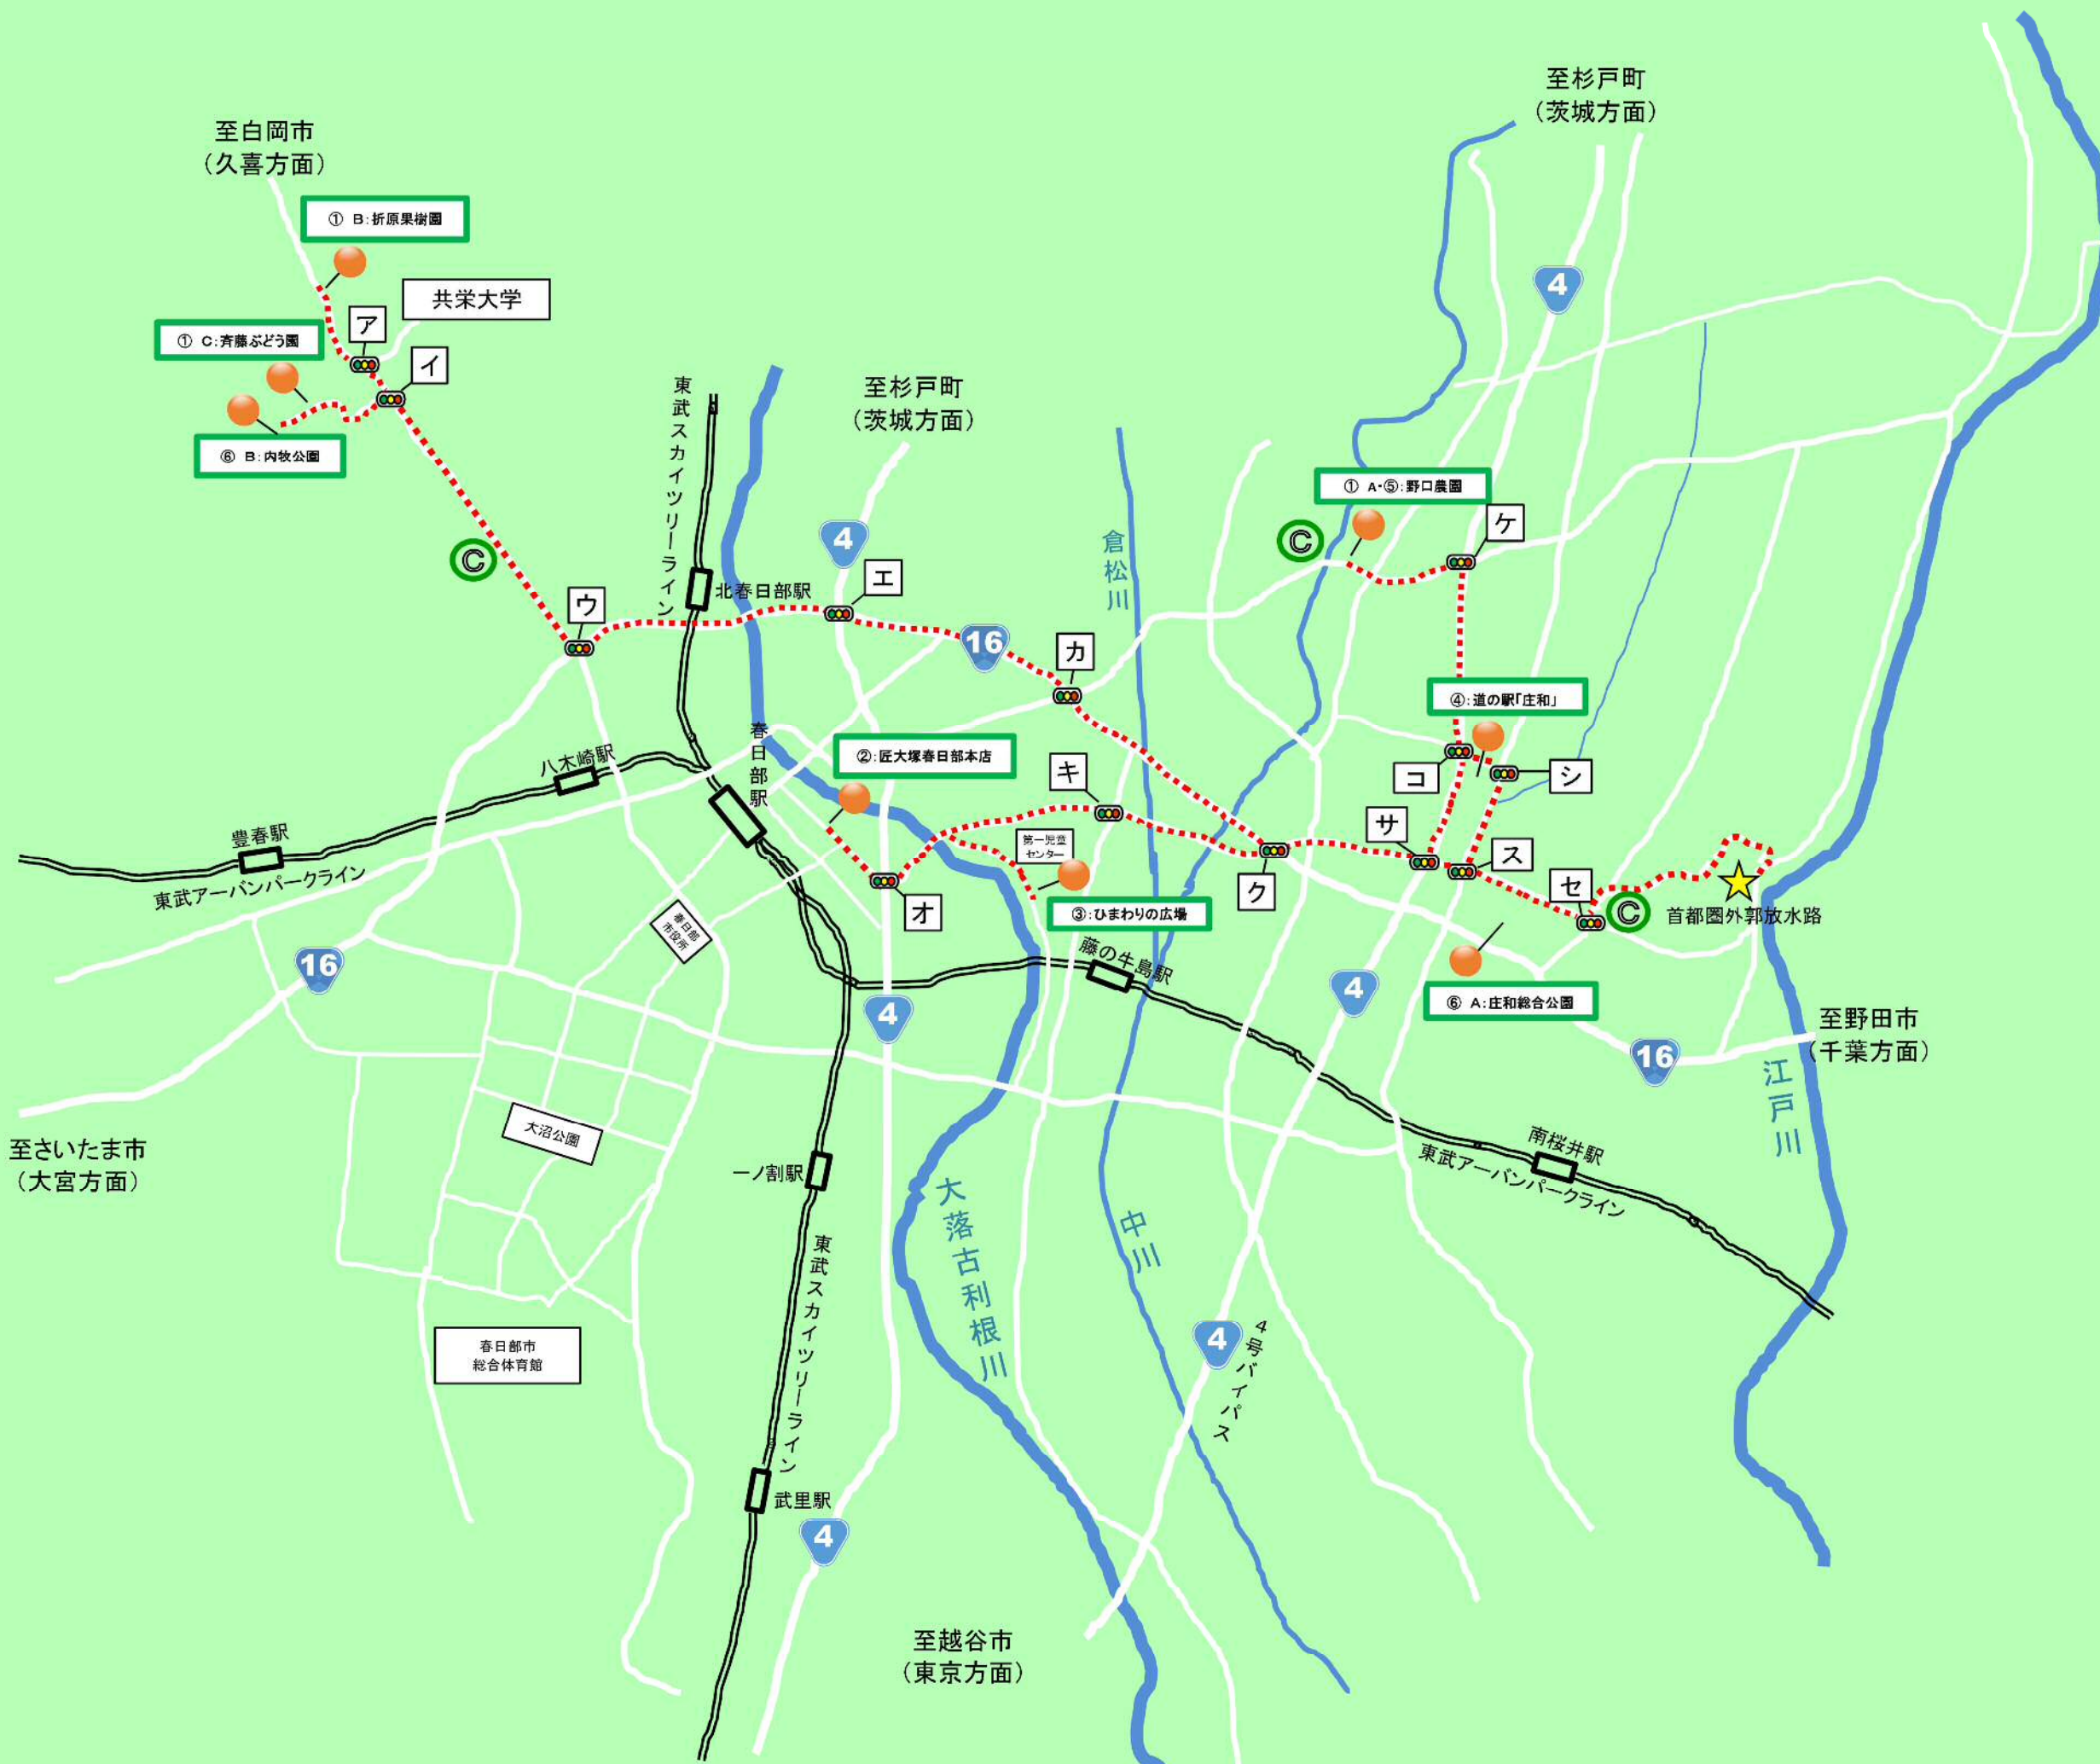 至杉戸町
（茨城方面）
至白岡市
（久喜方面）
① B:折原果樹園
共栄大学
4
① C:斉藤ぶどう園
ア
イ
⑥ B:内牧公園
東武スカイツリーライン
至杉戸町
（茨城方面）
① A・⑤:野口農園
ケ
4
C
C
倉松川
エ
北春日部駅
ウ
16
カ
④:道の駅「庄和」
春日部駅
②:匠大塚春日部本店
八木崎駅
キ
コ
シ
豊春駅
サ
第一児童
センター
ス
東武アーバンパークライン
ク
セ
オ
③:ひまわりの広場
C
首都圏外郭放水路
春日部
市役所
藤の牛島駅
16
4
4
⑥ A:庄和総合公園
至野田市
（千葉方面）
16
江戸川
大沼公園
至さいたま市
（大宮方面）
一ノ割駅
南桜井駅
東武アーバンパークライン
大落古利根川
中川
東武スカイツリーライン
春日部市
総合体育館
4
4号バイパス
武里駅
4
至越谷市
（東京方面）